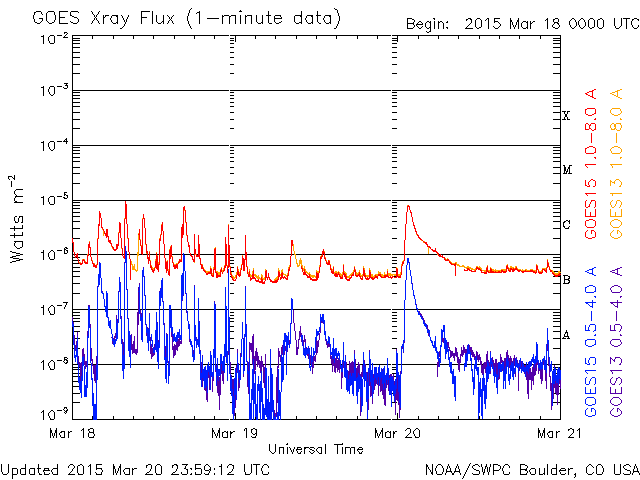 GOES Xray Flux (1-minute data)
Begin: 2015 Mar 18 0000 UTC
10-2
10-3
10-4
10-5
10-6
10-7
10-8
10-9
Watts m-2
X
M
C
B
A
GOES15 1.0-8.0 A
GOES13 1.0-8.0 A
GOES15 0.5-4.0 A
GOES13 0.5-4.0 A
Mar 18 Mar 19 Mar 20 Mar 21
Universal Time
Updated 2015 Mar 20 23:59:12 UTC
NOAA/SWPC Boulder, CO USA